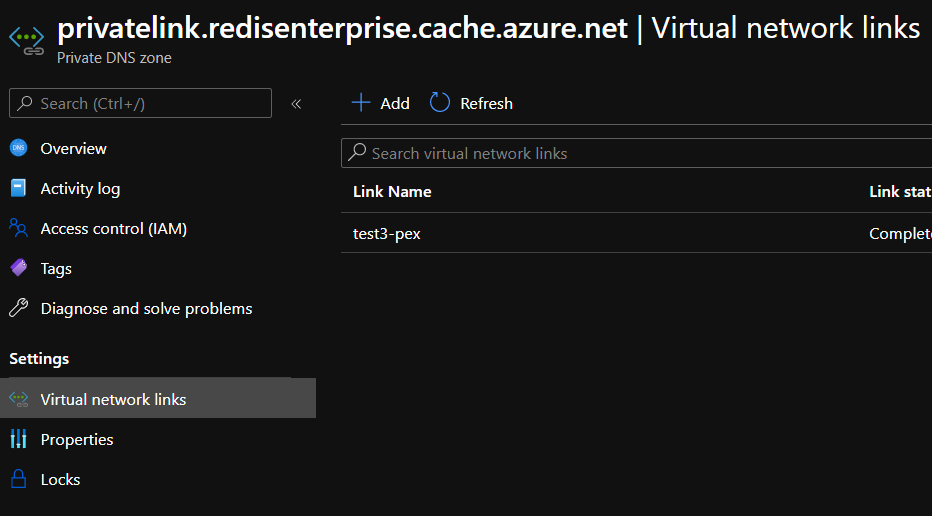 privatelink.redisenterprise.cache.azure.net | Virtual network links
Private DNS zone
Search (Ctrl+/)
«
Add
Refresh
DNS
Overview
Search virtual network links
Activity log
Link Name
Link stat
Access control (IAM)
test3-pex
Complete
Tags
Diagnose and solve problems
Settings
Virtual network links
Properties
Locks